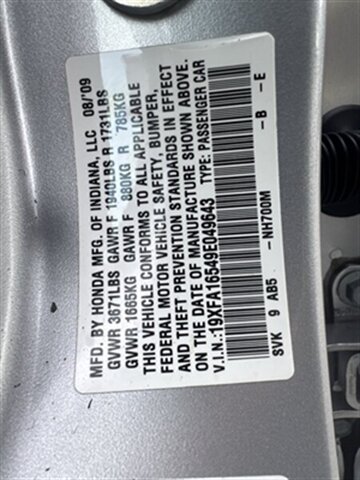 MFD. BY HONDA MFG. OF INDIANA, LLC 08/'09
GVWR 3671LBS GAWR F 1940LBS R 1731LBS
GVWR 1665KG GAWR F 880KG R 785KG
THIS VEHICLE CONFORMS TO ALL APPLICABLE
FEDERAL MOTOR VEHICLE SAFETY, BUMPER,
AND THEFT PREVENTION STANDARDS IN EFFECT
ON THE DATE OF MANUFACTURE SHOWN ABOVE.
V.I.N.:19XFA16549E049643 TYPE: PASSENGER CAR
-NH700M -B -E
SVK 9 AB5